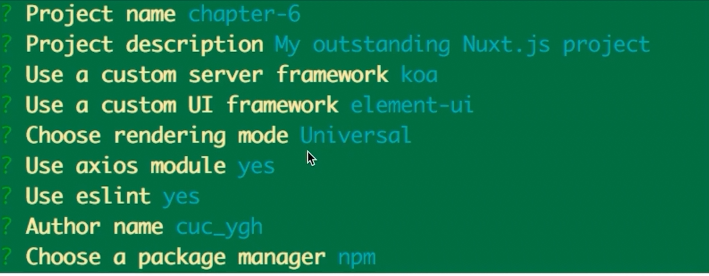 ? Project name chapter-6
? Project description My outstanding Nuxt.js project
? Use a custom server framework koa
? Use a custom UI framework element-ui
? Choose rendering mode Universal
? Use axios module yes
? Use eslint yes
? Author name cuc_ygh
? Choose a package manager npm